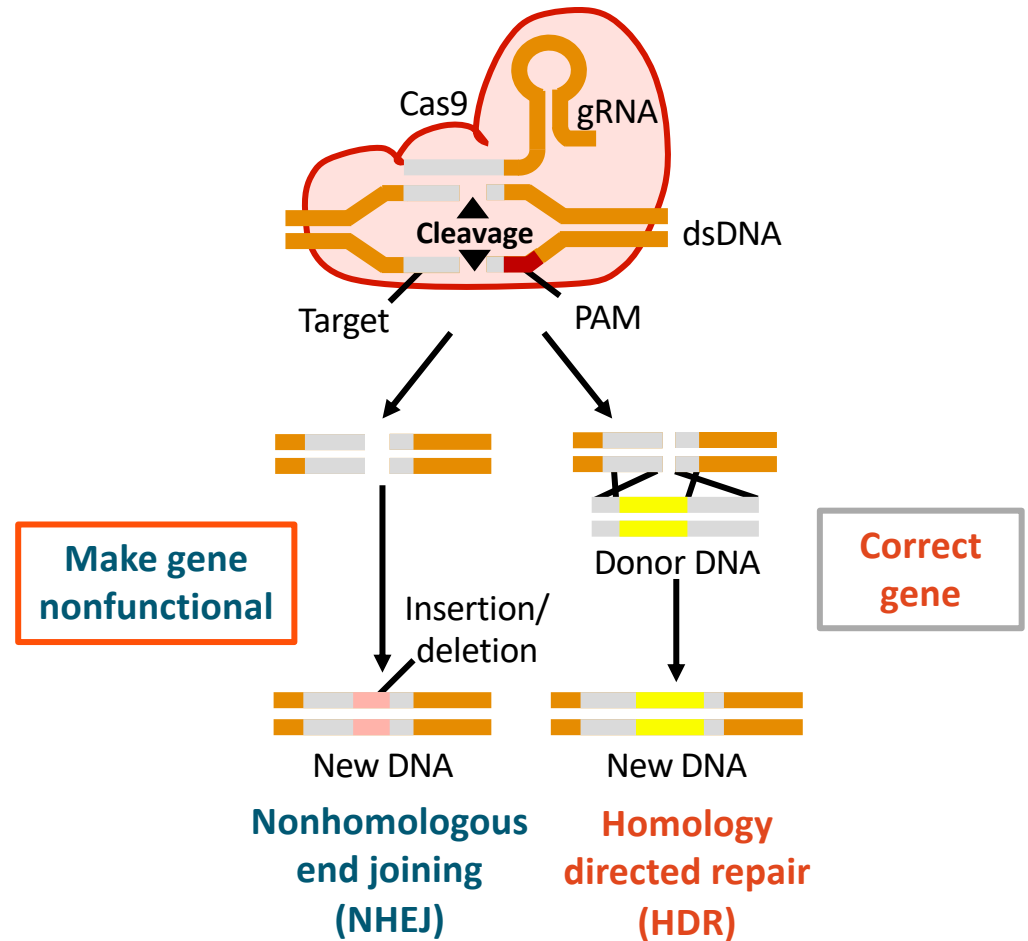 Cas9
gRNA
Cleavage
dsDNA
Target
PAM
Make gene
nonfunctional
Donor DNA
Correct
gene
Insertion/
deletion
New DNA
New DNA
Nonhomologous
end joining
(NHEJ)
Homology
directed repair
(HDR)